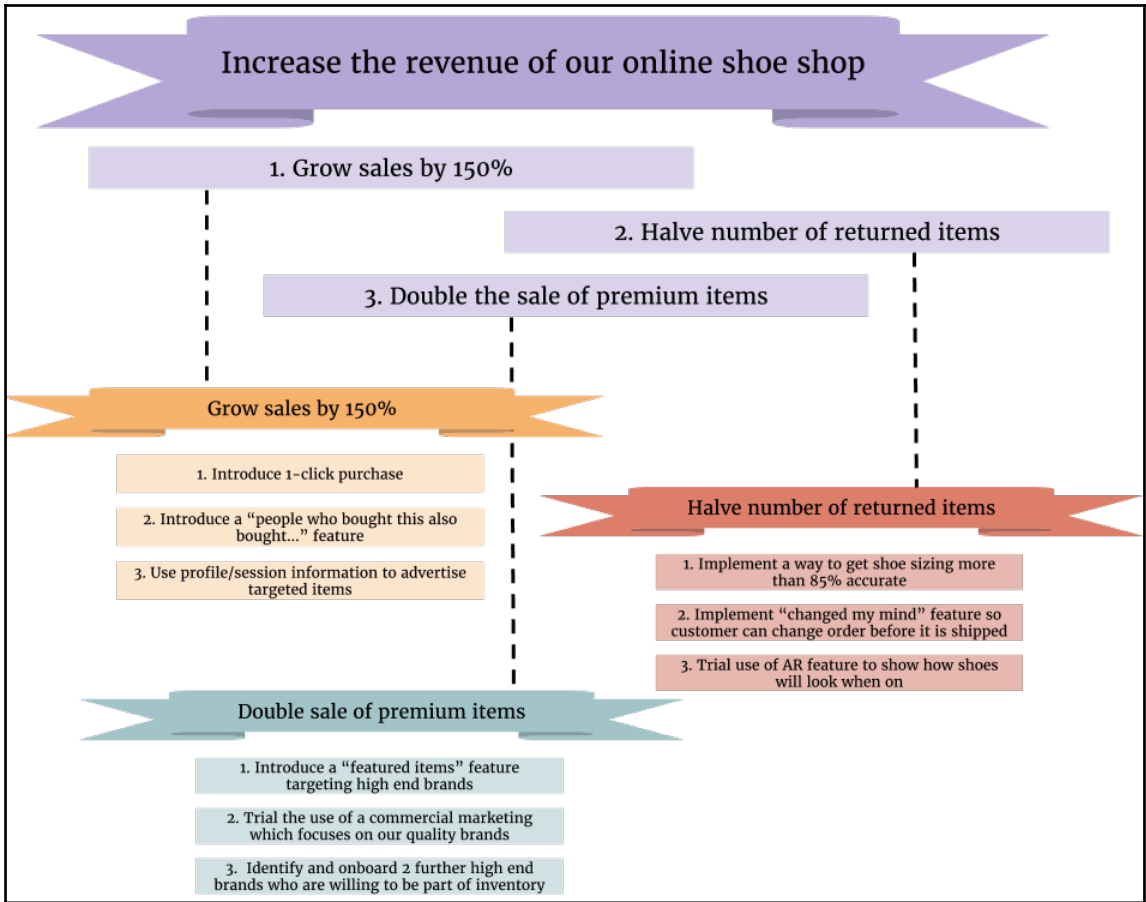 Increase the revenue of our online shoe shop
1. Grow sales by 150%
2. Halve number of returned items
3. Double the sale of premium items
Grow sales by 150%
1. Introduce 1-click purchase
2. Introduce a “people who bought this also
bought...” feature
3. Use profile/session information to advertise
targeted items
Halve number of returned items
1. Implement a way to get shoe sizing more
than 85% accurate
2. Implement “changed my mind” feature so
customer can change order before it is shipped
3. Trial use of AR feature to show how shoes
will look when on
Double sale of premium items
1. Introduce a “featured items” feature
targeting high end brands
2. Trial the use of a commercial marketing
which focuses on our quality brands
3. Identify and onboard 2 further high end
brands who are willing to be part of inventory